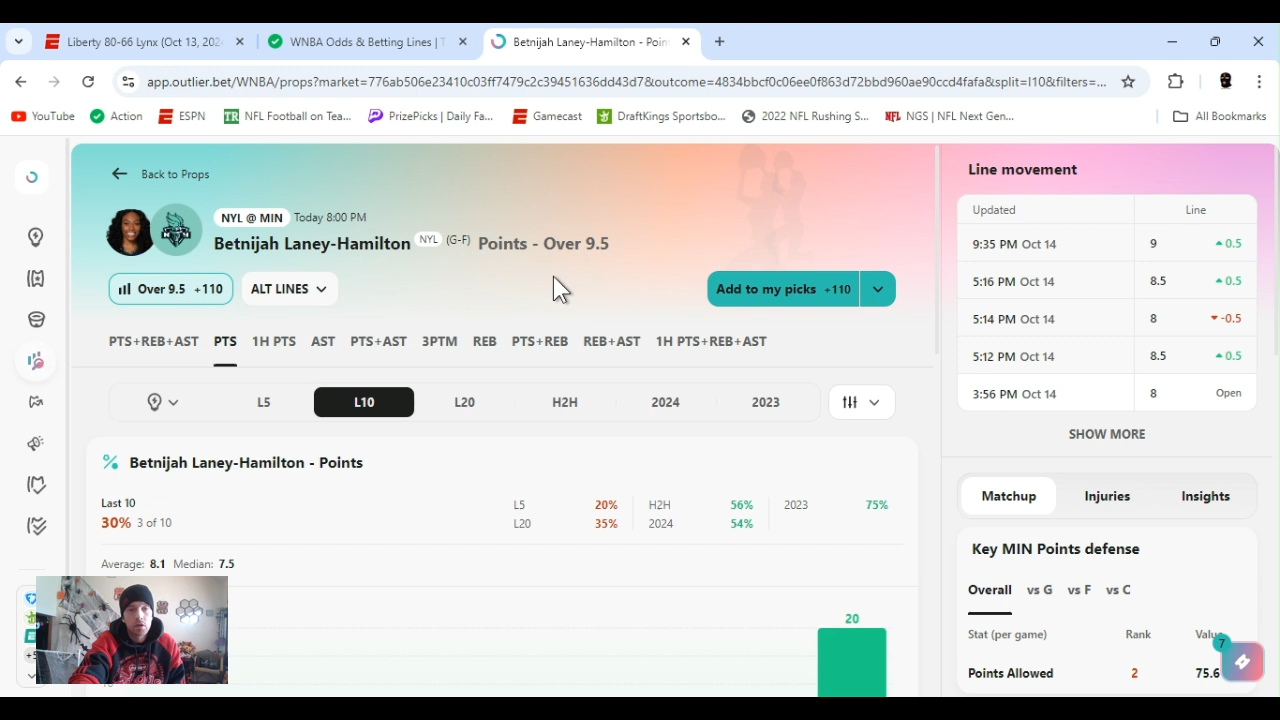 Liberty 80-66 Lynx (Oct 13, 202
WNBA Odds & Betting Lines | T
Betnijah Laney-Hamilton - Poin
app.outlier.bet/WNBA/props?market=776ab506e23410c03ff7479c2c39451636dd43d7&outcome=4834bbcf0c06ee0f863d72bbd960ae90ccd4fafa&split=l10&filters=...
YouTube
Action
ESPN
NFL Football on Tea...
PrizePicks | Daily Fa...
Gamecast
DraftKings Sportsbo...
2022 NFL Rushing S...
NGS | NFL Next Gen...
All Bookmarks
Back to Props
NYL @ MIN Today 8:00 PM
Betnijah Laney-Hamilton NYL (G-F) Points - Over 9.5
Over 9.5 +110
ALT LINES
Add to my picks +110
PTS+REB+AST PTS 1H PTS AST PTS+AST 3PTM REB PTS+REB REB+AST 1H PTS+REB+AST
L5 L10 L20 H2H 2024 2023
Betnijah Laney-Hamilton - Points
Last 10
30% 3 of 10
L5 20% H2H 56% 2023 75%
L20 35% 2024 54%
Average: 8.1 Median: 7.5
20
Line movement
Updated Line
9:35 PM Oct 14 9 0.5
5:16 PM Oct 14 8.5 0.5
5:14 PM Oct 14 8 -0.5
5:12 PM Oct 14 8.5 0.5
3:56 PM Oct 14 8 Open
SHOW MORE
Matchup Injuries Insights
Key MIN Points defense
Overall vs G vs F vs C
Stat (per game) Rank Valu
7
Points Allowed 2 75.6